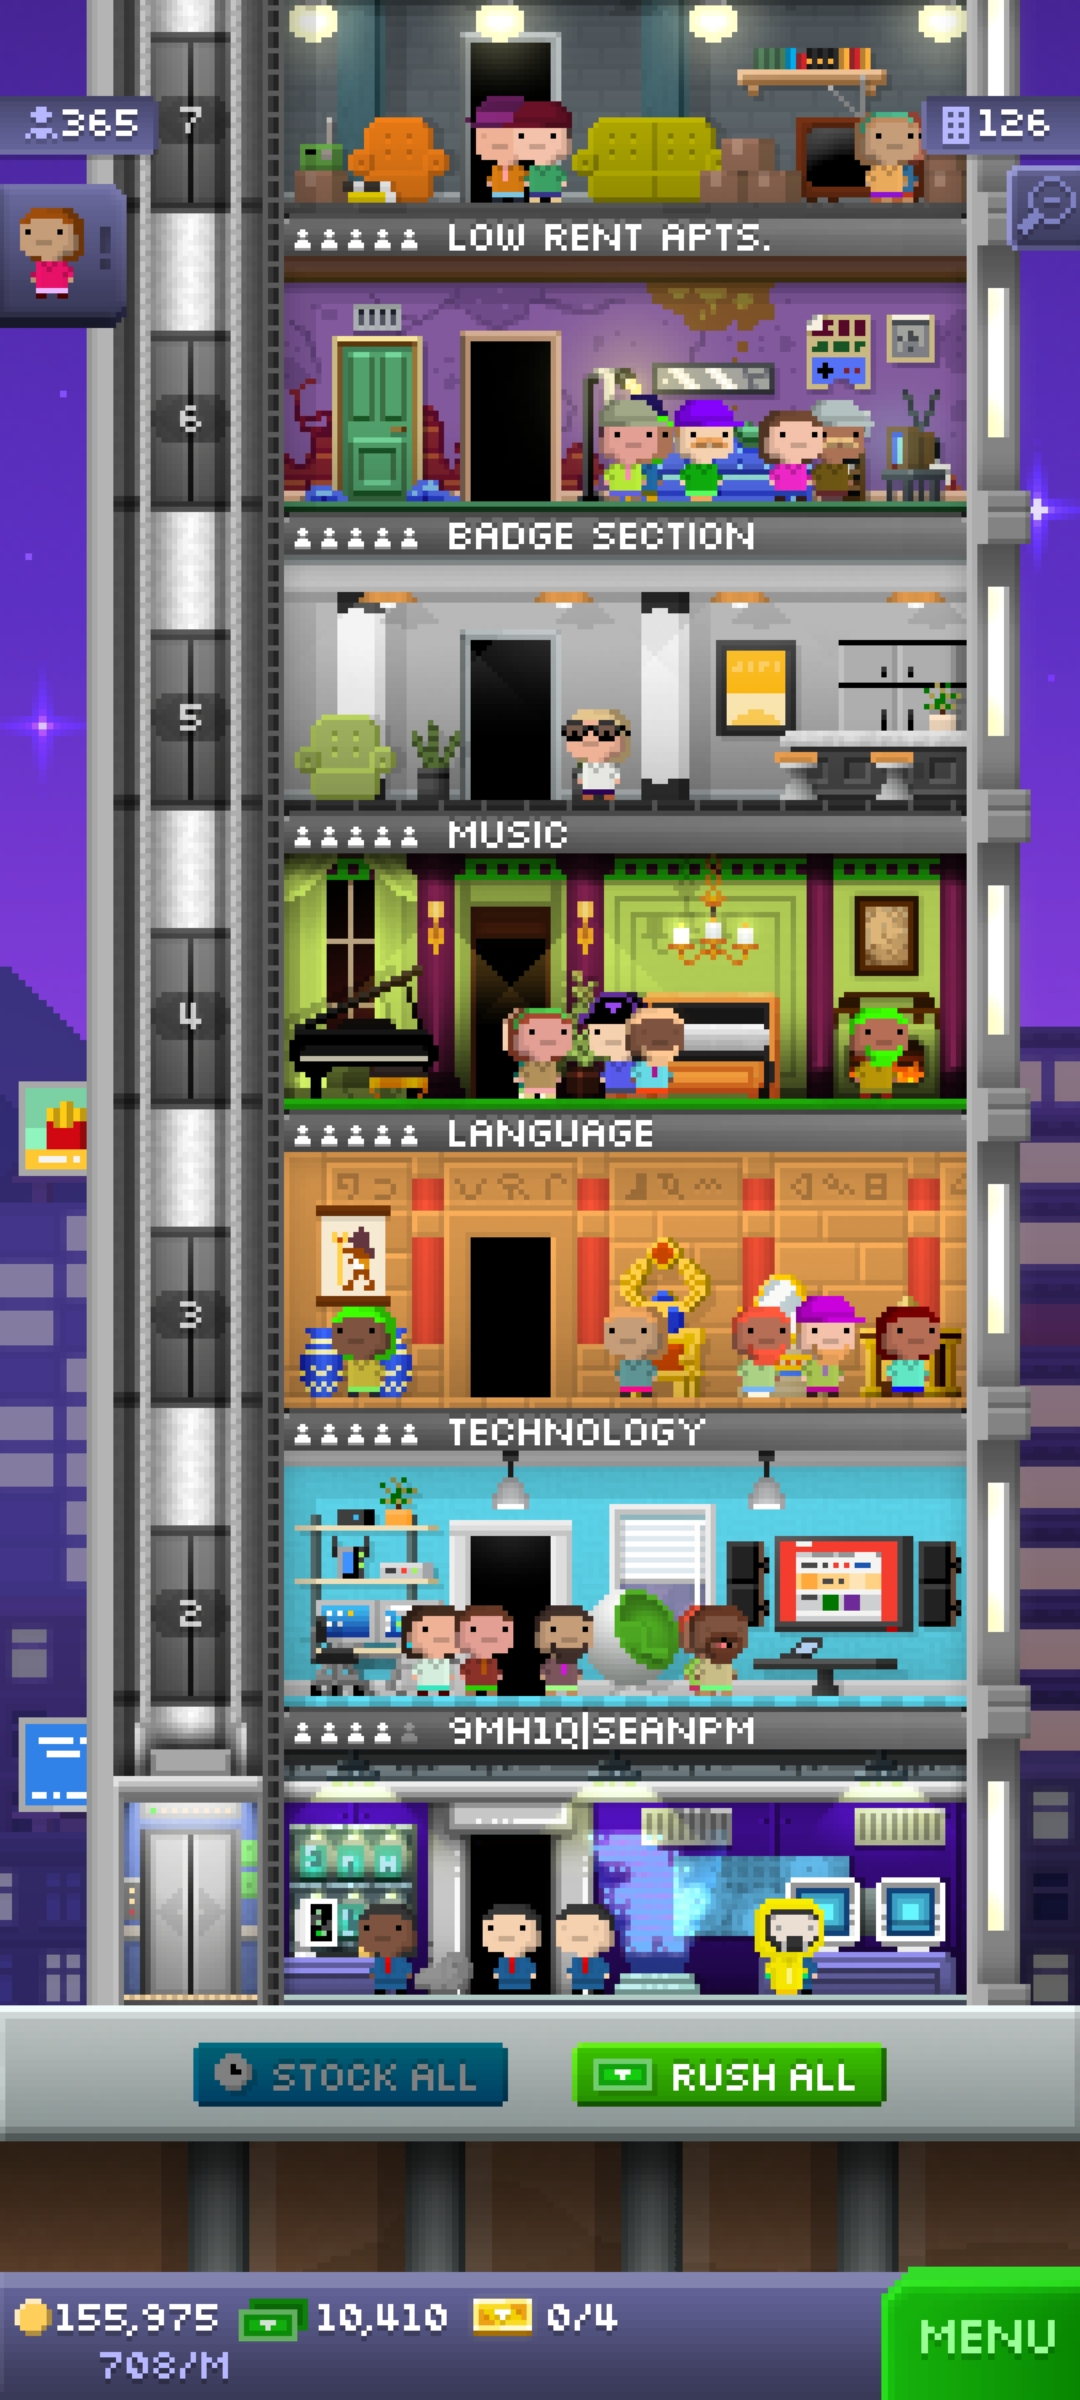 365
7
126
LOW RENT APTS.
6
BADGE SECTION
5
MUSIC
4
LANGUAGE
3
TECHNOLOGY
2
9MH1Q|SEANPM
STOCK ALL
RUSH ALL
155,975
10,410
0/4
708/M
MENU